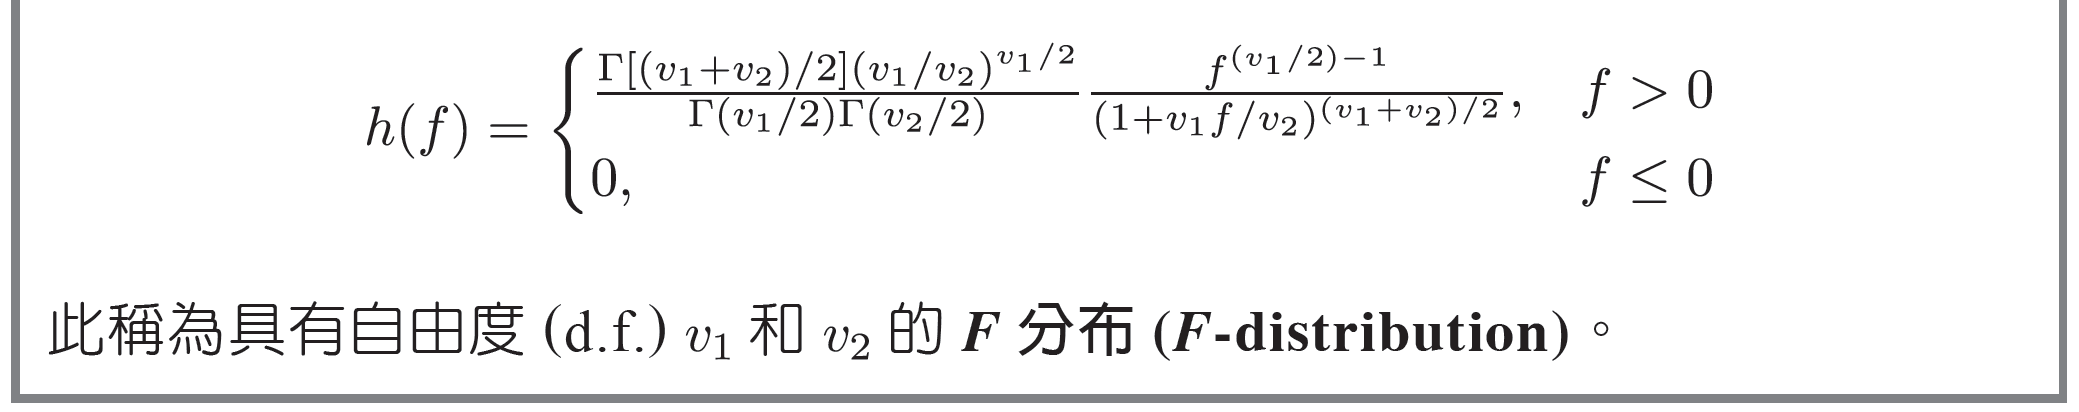 h(f) = { Γ[(v₁+v₂)/2](v₁/v₂)^{v₁/2} / Γ(v₁/2)Γ(v₂/2) · f^{(v₁/2)−1} / (1+v₁f/v₂)^{(v₁+v₂)/2}, f > 0
0, f ≤ 0
此稱為具有自由度 (d.f.) v₁ 和 v₂ 的 F 分布 (F-distribution)。